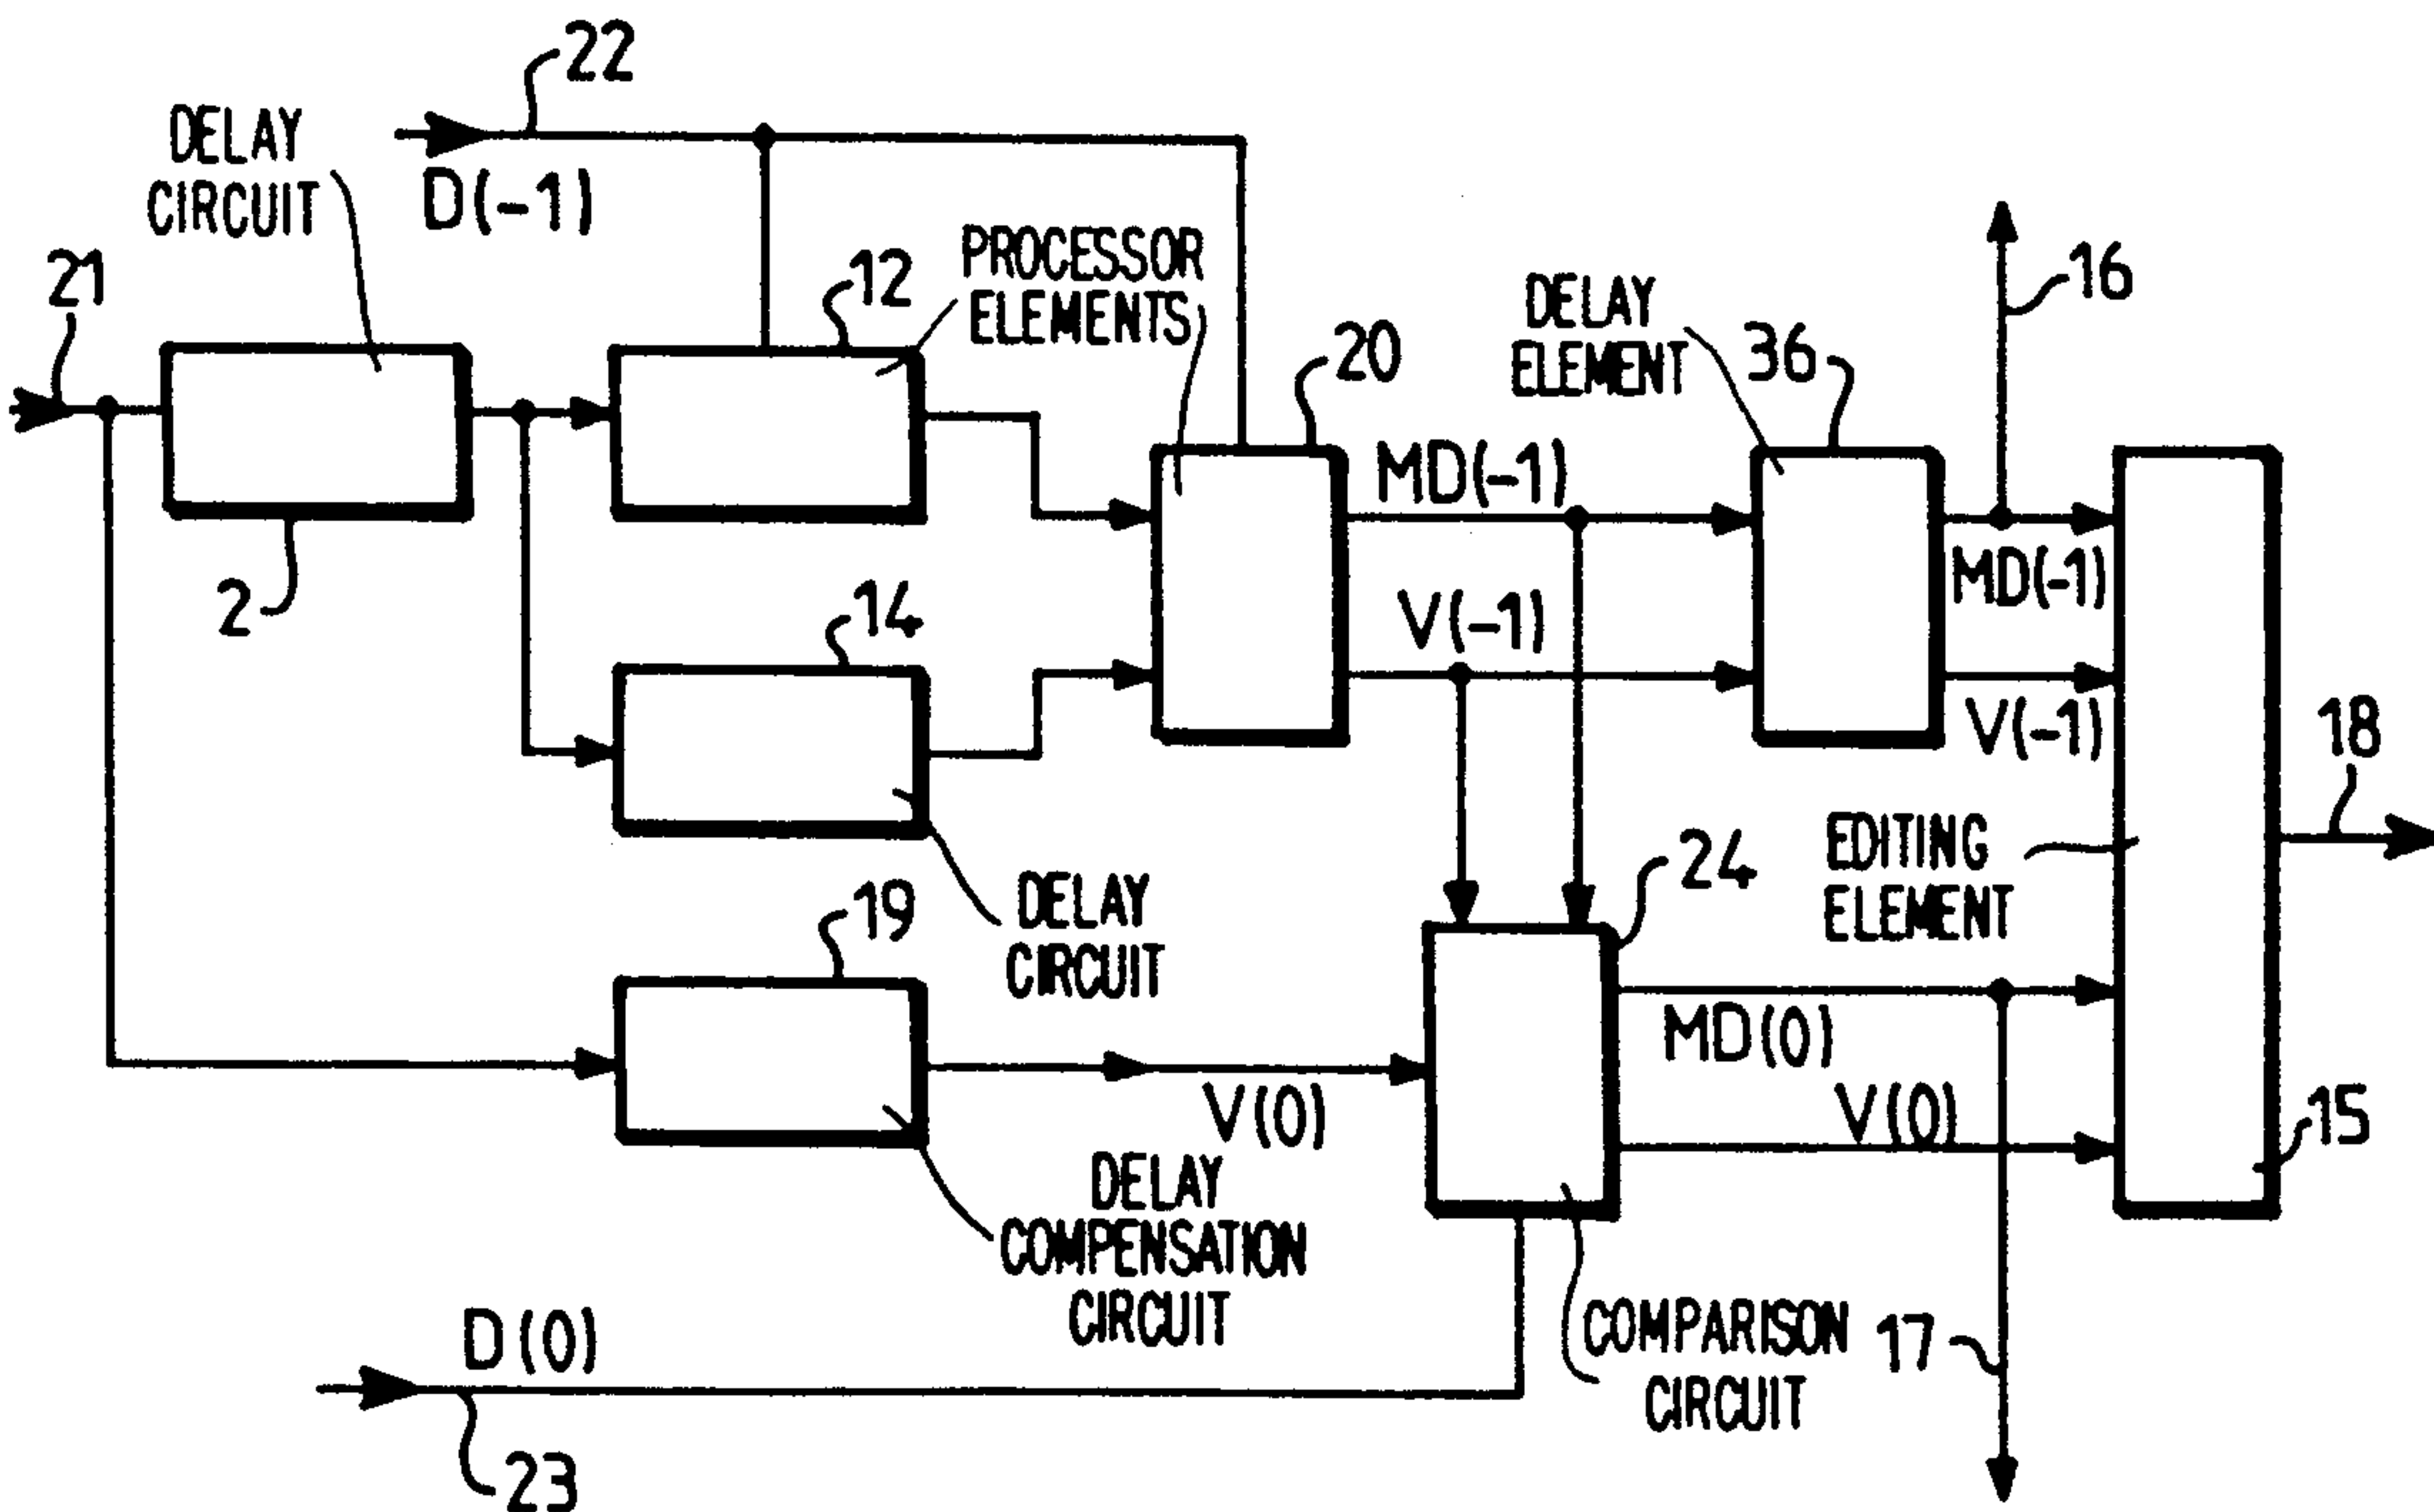 22
DELAY
CIRCUIT
D(-1)
21
PROCESSOR
ELEMENTS
12
DELAY
ELEMENT
16
20
36
2
MD(-1)
MD(-1)
14
V(-1)
V(-1)
18
EDITING
ELEMENT
24
DELAY
CIRCUIT
19
MD(0)
V(0)
V(0)
15
DELAY
COMPENSATION
CIRCUIT
D(0)
COMPARISON
CIRCUIT
17
23